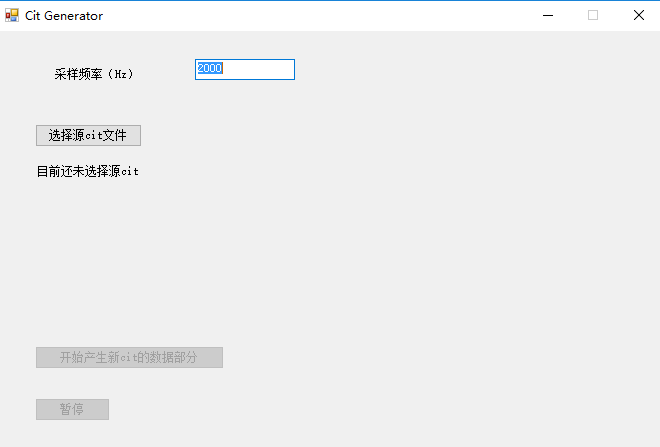 Cit Generator
采样频率（Hz） 2000
选择源cit文件
目前还未选择源cit
开始产生新cit的数据部分
暂停